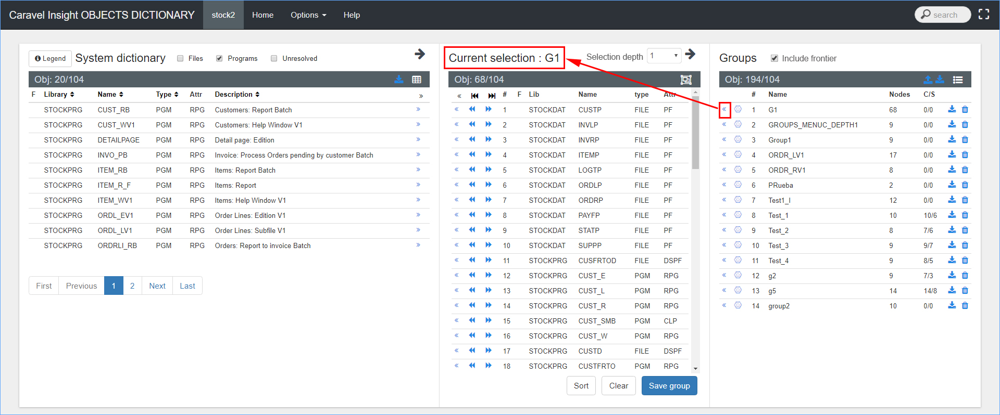 Caravel Insight OBJECTS DICTIONARY stock2 Home Options Help search
Legend System dictionary Files Programs Unresolved
Obj: 20/104
F Library Name Type Attr Description »
STOCKPRG CUST_RB PGM RPG Customers: Report Batch »
STOCKPRG CUST_WV1 PGM RPG Customers: Help Window V1 »
STOCKPRG DETAILPAGE PGM RPG Detail page: Edition »
STOCKPRG INVO_PB PGM RPG Invoice: Process Orders pending by customer Batch »
STOCKPRG ITEM_RB PGM RPG Items: Report Batch »
STOCKPRG ITEM_R_F PGM RPG Items: Report »
STOCKPRG ITEM_WV1 PGM RPG Items: Help Window V1 »
STOCKPRG ORDL_EV1 PGM RPG Order Lines: Edition V1 »
STOCKPRG ORDL_LV1 PGM RPG Order Lines: Subfile V1 »
STOCKPRG ORDRLI_RB PGM RPG Orders: Report to invoice Batch »
First Previous 1 2 Next Last
Current selection : G1 Selection depth 1
Obj: 68/104
« # F Lib Name type Attr
« 1 STOCKDAT CUSTP FILE PF
« 2 STOCKDAT INVLP FILE PF
« 3 STOCKDAT INVRP FILE PF
« 4 STOCKDAT ITEMP FILE PF
« 5 STOCKDAT LOGTP FILE PF
« 6 STOCKDAT ORDLP FILE PF
« 7 STOCKDAT ORDRP FILE PF
« 8 STOCKDAT PAYFP FILE PF
« 9 STOCKDAT STATP FILE PF
« 10 STOCKDAT SUPPP FILE PF
« 11 STOCKPRG CUSFRTOD FILE DSPF
« 12 STOCKPRG CUST_E PGM RPG
« 13 STOCKPRG CUST_L PGM RPG
« 14 STOCKPRG CUST_R PGM RPG
« 15 STOCKPRG CUST_SMB PGM CLP
« 16 STOCKPRG CUST_W PGM RPG
« 17 STOCKPRG CUSTD FILE DSPF
« 18 STOCKPRG CUSTFRTO PGM RPG
Sort Clear Save group
Groups Include frontier
Obj: 194/104
# Name Nodes C/S
« 1 G1 68 0/0
« 2 GROUPS_MENUC_DEPTH1 9 0/0
« 3 Group1 9 0/0
« 4 ORDR_LV1 17 0/0
« 5 ORDR_RV1 8 0/0
« 6 PRueba 2 0/0
« 7 Test1_I 12 0/0
« 8 Test_1 10 10/6
« 9 Test_2 8 7/6
« 10 Test_3 9 9/7
« 11 Test_4 9 8/5
« 12 g2 9 7/3
« 13 g5 14 14/8
« 14 group2 10 0/0